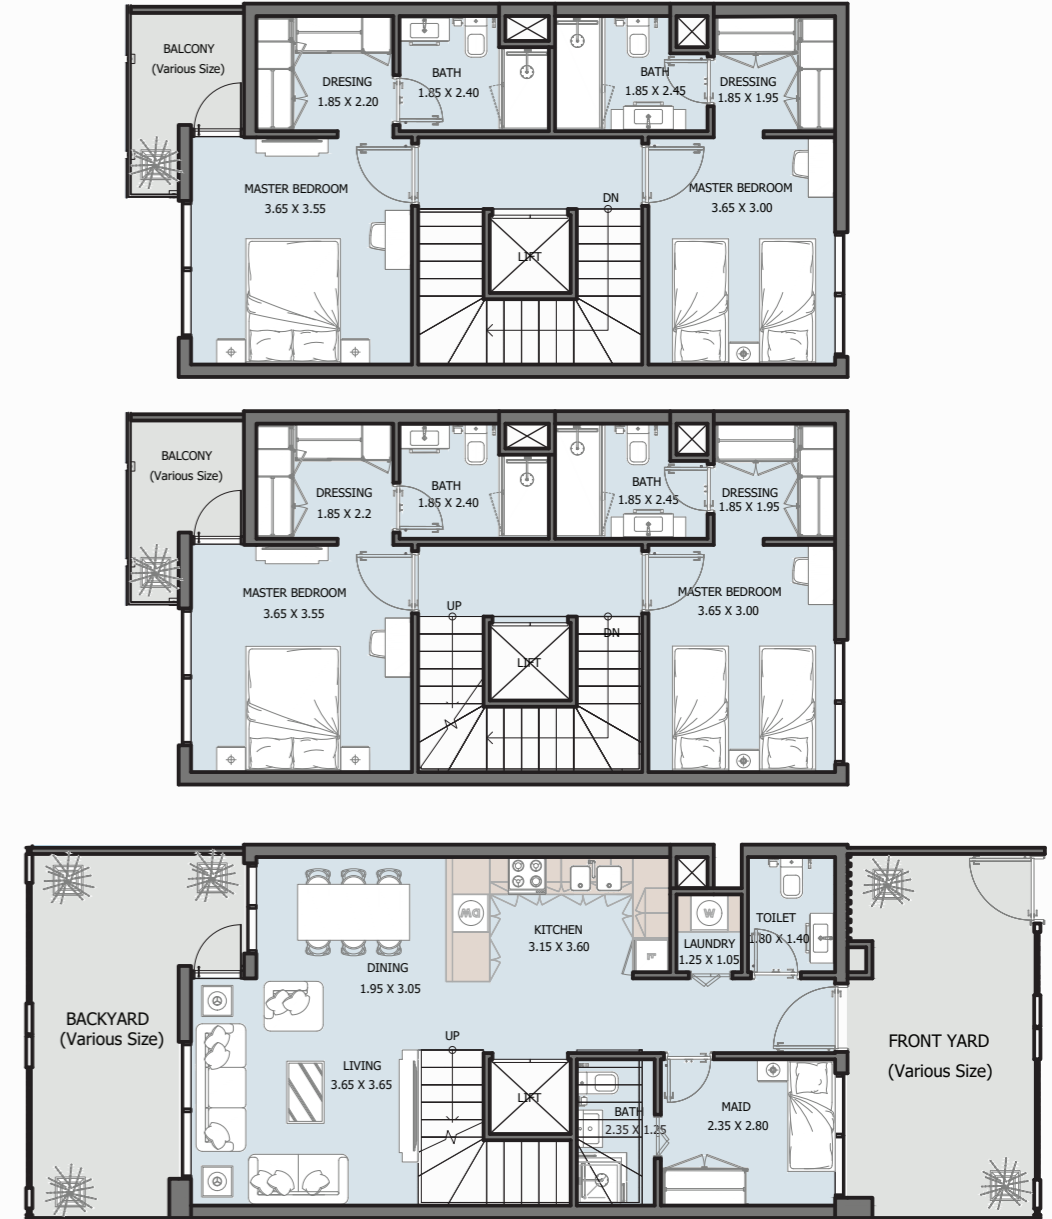 BALCONY
(Various Size)
DRESING
1.85 X 2.20
BATH
1.85 X 2.40
BATH
1.85 X 2.45
DRESSING
1.85 X 1.95
MASTER BEDROOM
3.65 X 3.55
DN
MASTER BEDROOM
3.65 X 3.00
LIFT
BALCONY
(Various Size)
DRESSING
1.85 X 2.2
BATH
1.85 X 2.40
BATH
1.85 X 2.45
DRESSING
1.85 X 1.95
MASTER BEDROOM
3.65 X 3.55
UP
DN
MASTER BEDROOM
3.65 X 3.00
LIFT
DW
KITCHEN
3.15 X 3.60
F
W
LAUNDRY
1.25 X 1.05
TOILET
1.80 X 1.40
DINING
1.95 X 3.05
BACKYARD
(Various Size)
LIVING
3.65 X 3.65
UP
LIFT
BATH
2.35 X 1.25
MAID
2.35 X 2.80
FRONT YARD
(Various Size)